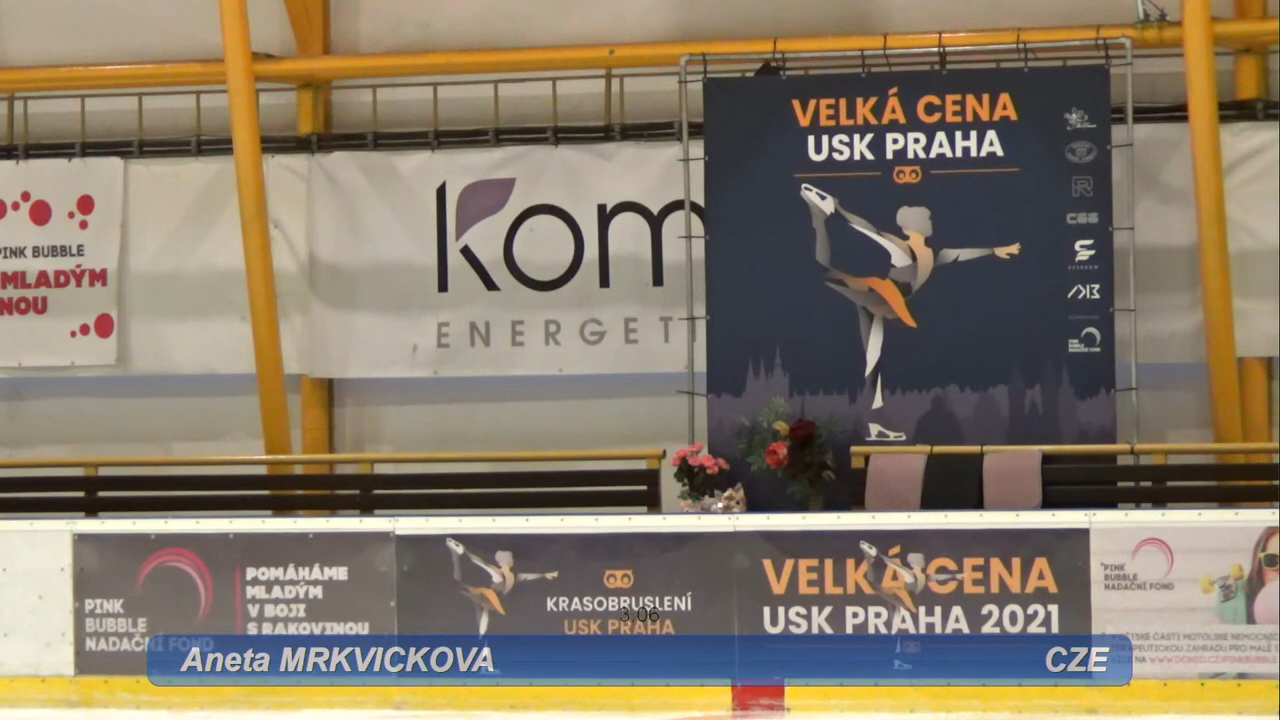 VELKÁ CENA
USK PRAHA
PINK BUBBLE
MLADÝM
NOU
Kom
ENERGETI
PINK
BUBBLE
NADAČNÍ FOND
POMÁHÁME
MLADÝM
V BOJI
S RAKOVINOU
KRASOBRUSLENÍ
USK PRAHA
3,06
VELKÁ CENA
USK PRAHA 2021
PINK
BUBBLE
NADAČNÍ FOND
Aneta MRKVICKOVA
CZE